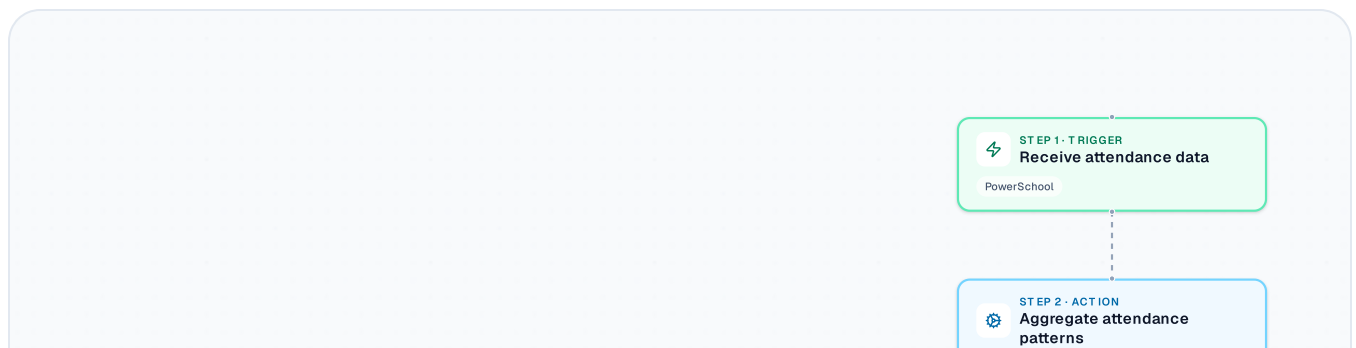 STEP 1 · TRIGGER
Receive attendance data
PowerSchool
STEP 2 · ACTION
Aggregate attendance
patterns